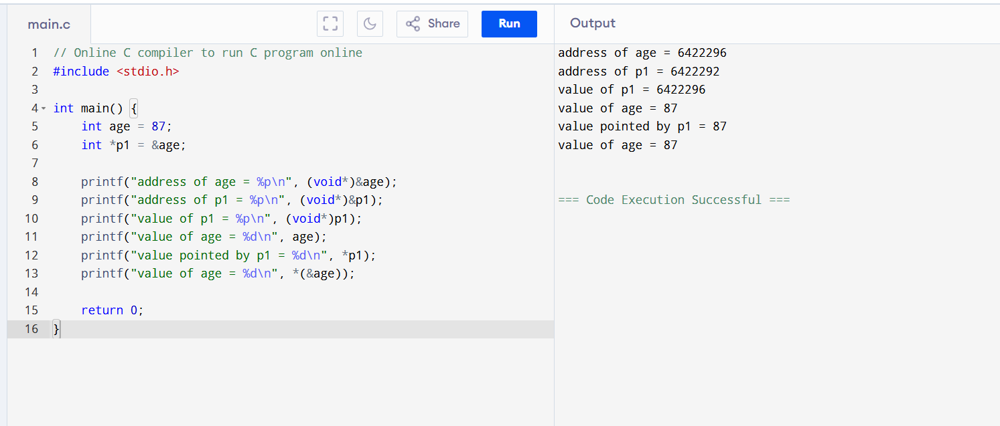 main.c
Share
Run
Output
1 // Online C compiler to run C program online
2 #include <stdio.h>
3
4 int main() {
5     int age = 87;
6     int *p1 = &age;
7
8     printf("address of age = %p\n", (void*)&age);
9     printf("address of p1 = %p\n", (void*)&p1);
10     printf("value of p1 = %p\n", (void*)p1);
11     printf("value of age = %d\n", age);
12     printf("value pointed by p1 = %d\n", *p1);
13     printf("value of age = %d\n", *(&age));
14
15     return 0;
16 }
address of age = 6422296
address of p1 = 6422292
value of p1 = 6422296
value of age = 87
value pointed by p1 = 87
value of age = 87
=== Code Execution Successful ===